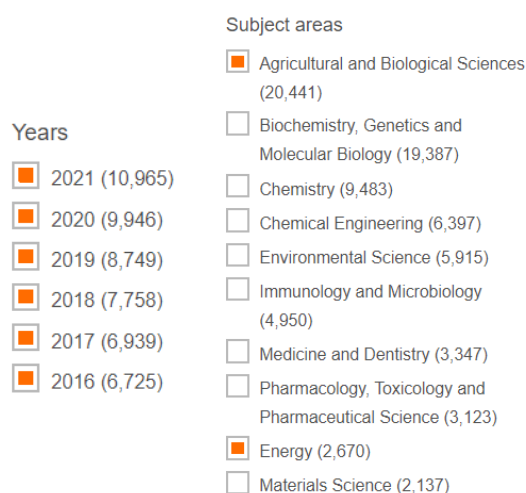 Years
2021 (10,965)
2020 (9,946)
2019 (8,749)
2018 (7,758)
2017 (6,939)
2016 (6,725)
Subject areas
Agricultural and Biological Sciences
(20,441)
Biochemistry, Genetics and
Molecular Biology (19,387)
Chemistry (9,483)
Chemical Engineering (6,397)
Environmental Science (5,915)
Immunology and Microbiology
(4,950)
Medicine and Dentistry (3,347)
Pharmacology, Toxicology and
Pharmaceutical Science (3,123)
Energy (2,670)
Materials Science (2,137)